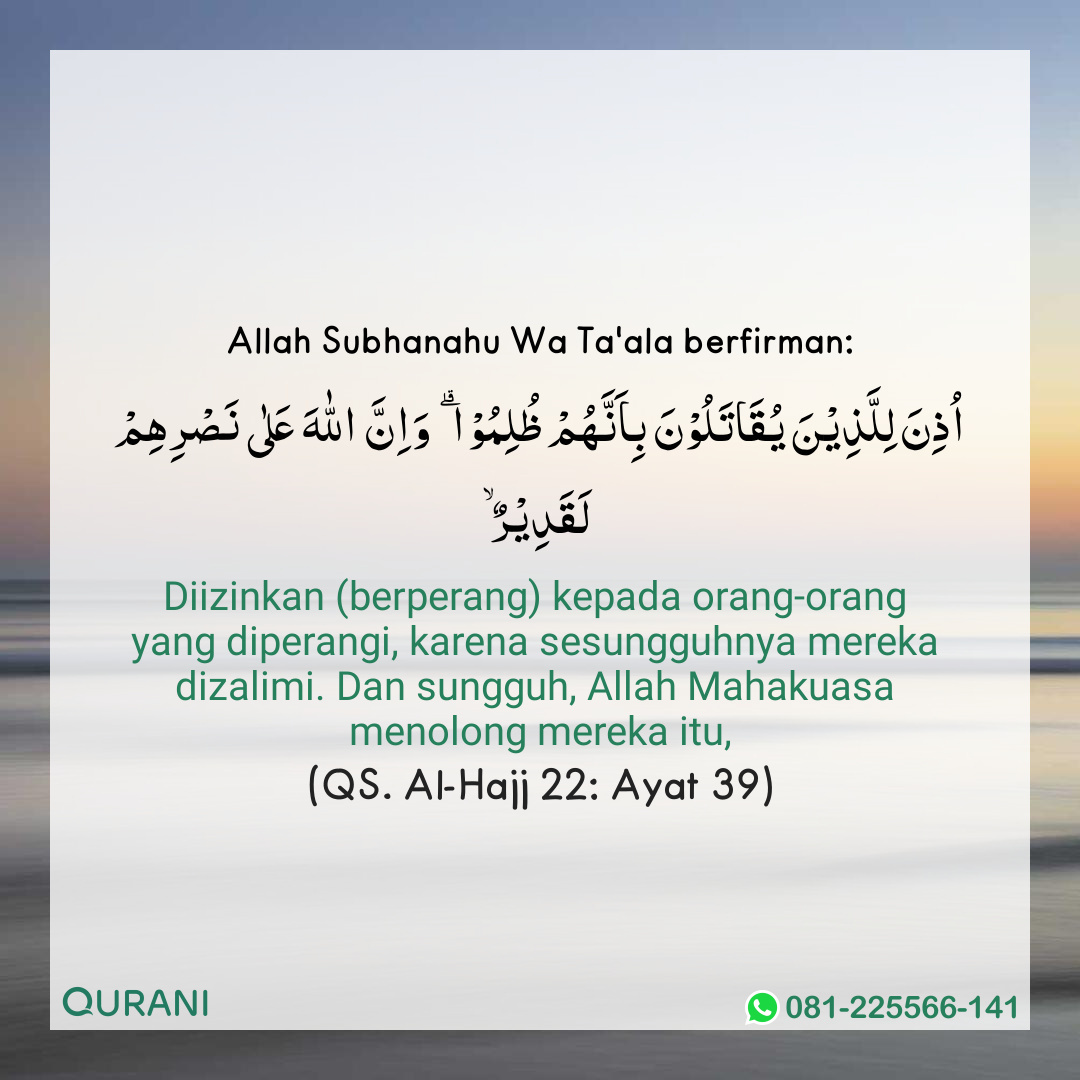 Allah Subhanahu Wa Ta'ala berfirman:
اُذِنَ لِلَّذِيْنَ يُقَاتَلُوْنَ بِاَنَّهُمْ ظُلِمُوْاۗ وَاِنَّ اللّٰهَ عَلٰى نَصْرِهِمْ
لَقَدِيْرٌۙ
Diizinkan (berperang) kepada orang-orang
yang diperangi, karena sesungguhnya mereka
dizalimi. Dan sungguh, Allah Mahakuasa
menolong mereka itu,
(QS. Al-Hajj 22: Ayat 39)
QURANI
081-225566-141